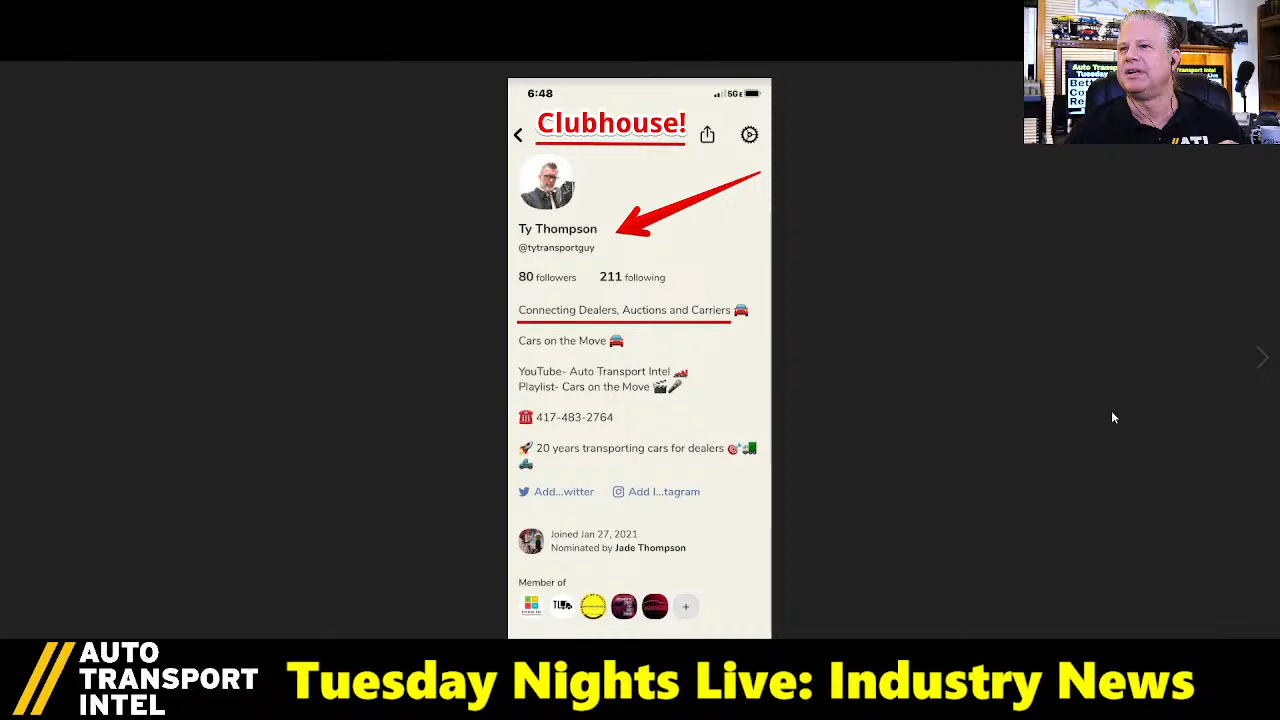 6:48
5GE
Clubhouse!
Ty Thompson
@tytransportguy
80 followers 211 following
Connecting Dealers, Auctions and Carriers
Cars on the Move
YouTube- Auto Transport Intel
Playlist- Cars on the Move
417-483-2764
20 years transporting cars for dealers
Add...witter Add I...tagram
Joined Jan 27, 2021
Nominated by Jade Thompson
Member of
TL
+
ATI
AUTO
TRANSPORT
INTEL
Tuesday Nights Live: Industry News